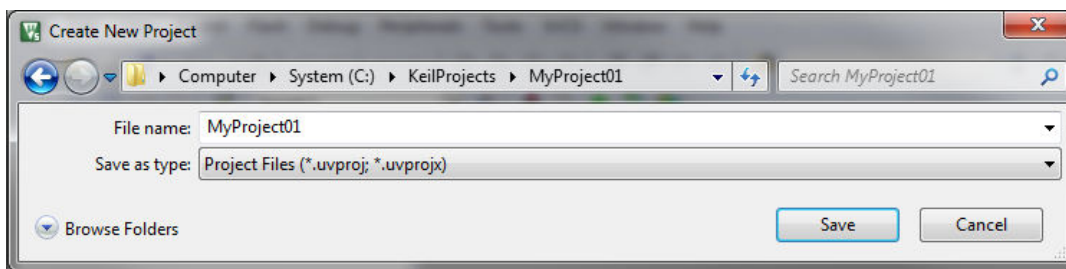 Create New Project
Computer System (C:) KeilProjects MyProject01 Search MyProject01
File name: MyProject01
Save as type: Project Files (*.uvproj; *.uvprojx)
Browse Folders Save Cancel